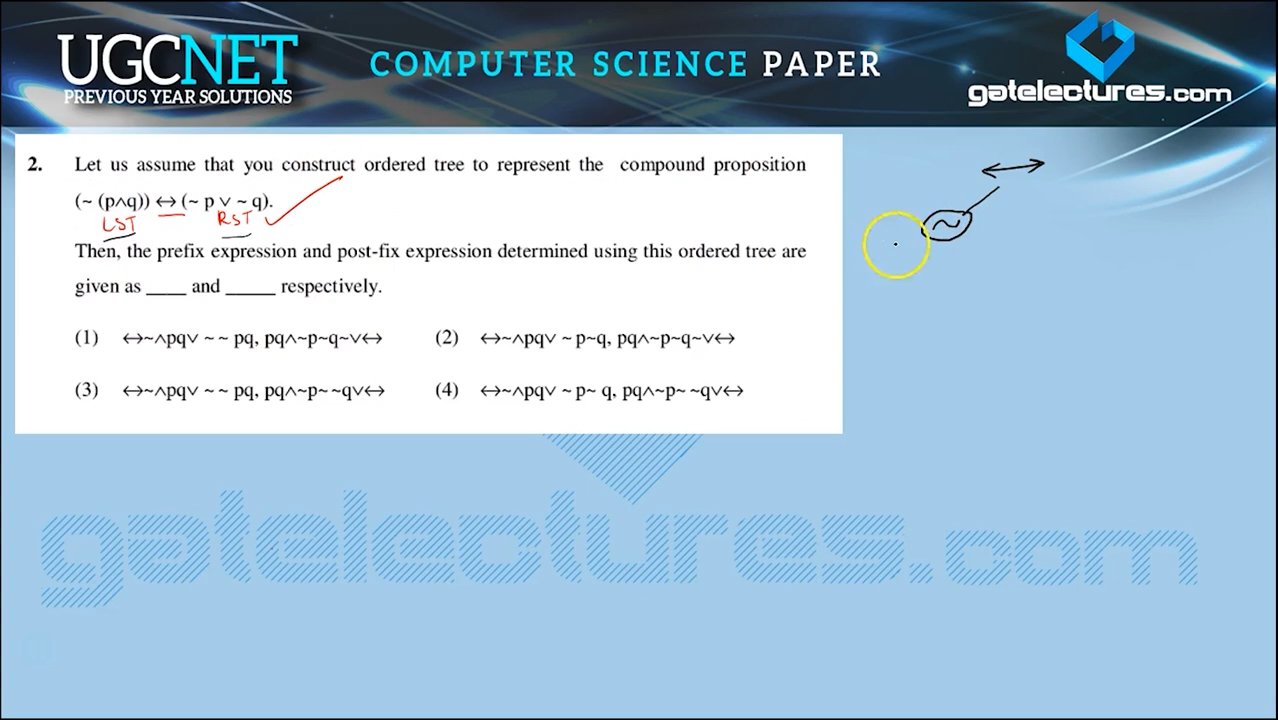 UGCNET
PREVIOUS YEAR SOLUTIONS
COMPUTER SCIENCE PAPER
gatelectures.com
2. Let us assume that you construct ordered tree to represent the compound proposition
(~ (p∧q)) ↔ (~ p ∨ ~ q).
LST RST
Then, the prefix expression and post-fix expression determined using this ordered tree are
given as ____ and _____ respectively.
(1) ↔~∧pq∨ ~ ~ pq, pq∧~p~q~∨↔ (2) ↔~∧pq∨ ~ p~q, pq∧~p~q~∨↔
(3) ↔~∧pq∨ ~ ~ pq, pq∧~p~ ~q∨↔ (4) ↔~∧pq∨ ~ p~ q, pq∧~p~ ~q∨↔
↔
~
gatelectures.com